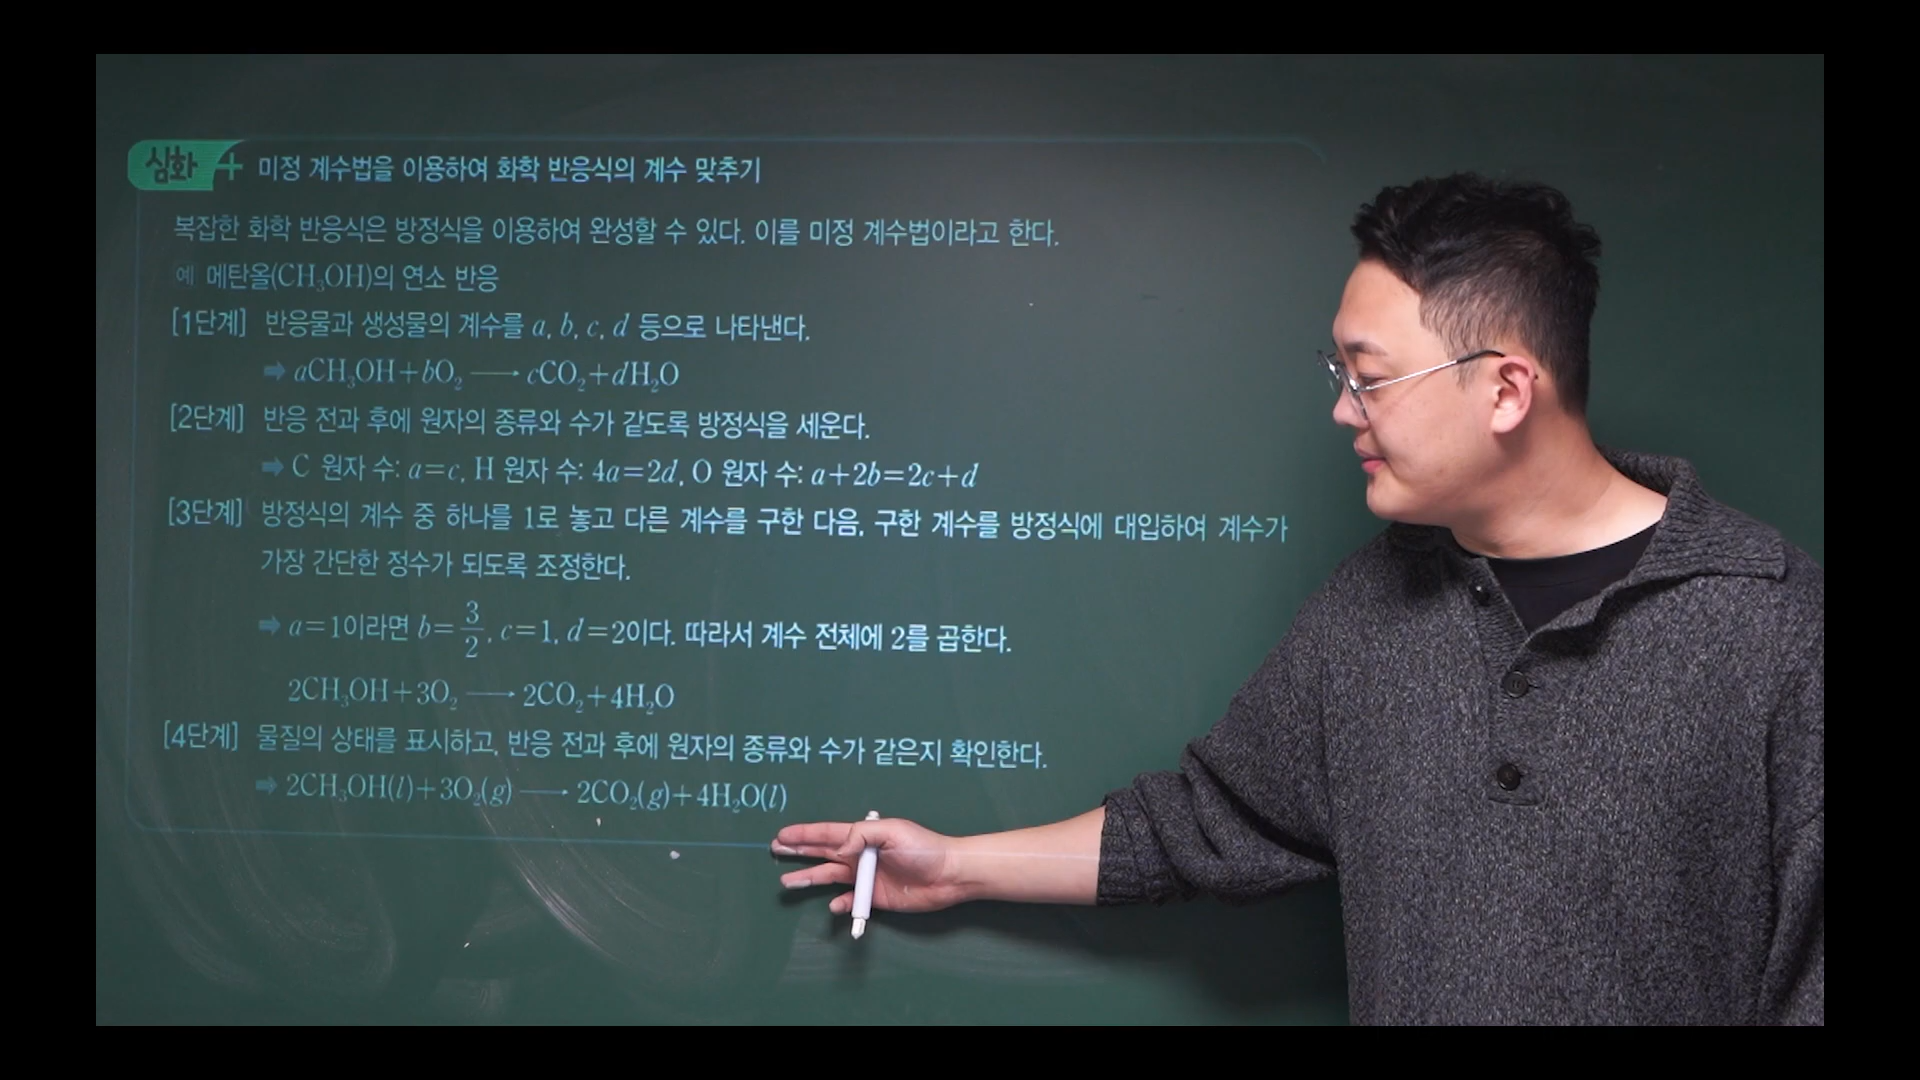 심화+ 미정 계수법을 이용하여 화학 반응식의 계수 맞추기
복잡한 화학 반응식은 방정식을 이용하여 완성할 수 있다. 이를 미정 계수법이라고 한다.
예 메탄올(CH₃OH)의 연소 반응
[1단계] 반응물과 생성물의 계수를 a, b, c, d 등으로 나타낸다.
➡ aCH₃OH+bO₂ ⟶ cCO₂+dH₂O
[2단계] 반응 전과 후에 원자의 종류와 수가 같도록 방정식을 세운다.
➡ C 원자 수: a=c, H 원자 수: 4a=2d, O 원자 수: a+2b=2c+d
[3단계] 방정식의 계수 중 하나를 1로 놓고 다른 계수를 구한 다음, 구한 계수를 방정식에 대입하여 계수가
가장 간단한 정수가 되도록 조정한다.
➡ a=1이라면 b=3/2, c=1, d=2이다. 따라서 계수 전체에 2를 곱한다.
2CH₃OH+3O₂ ⟶ 2CO₂+4H₂O
[4단계] 물질의 상태를 표시하고, 반응 전과 후에 원자의 종류와 수가 같은지 확인한다.
➡ 2CH₃OH(l)+3O₂(g) ⟶ 2CO₂(g)+4H₂O(l)